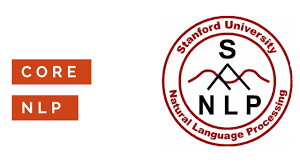 CORE
NLP
Stanford University
S
NLP
Natural Language Processing